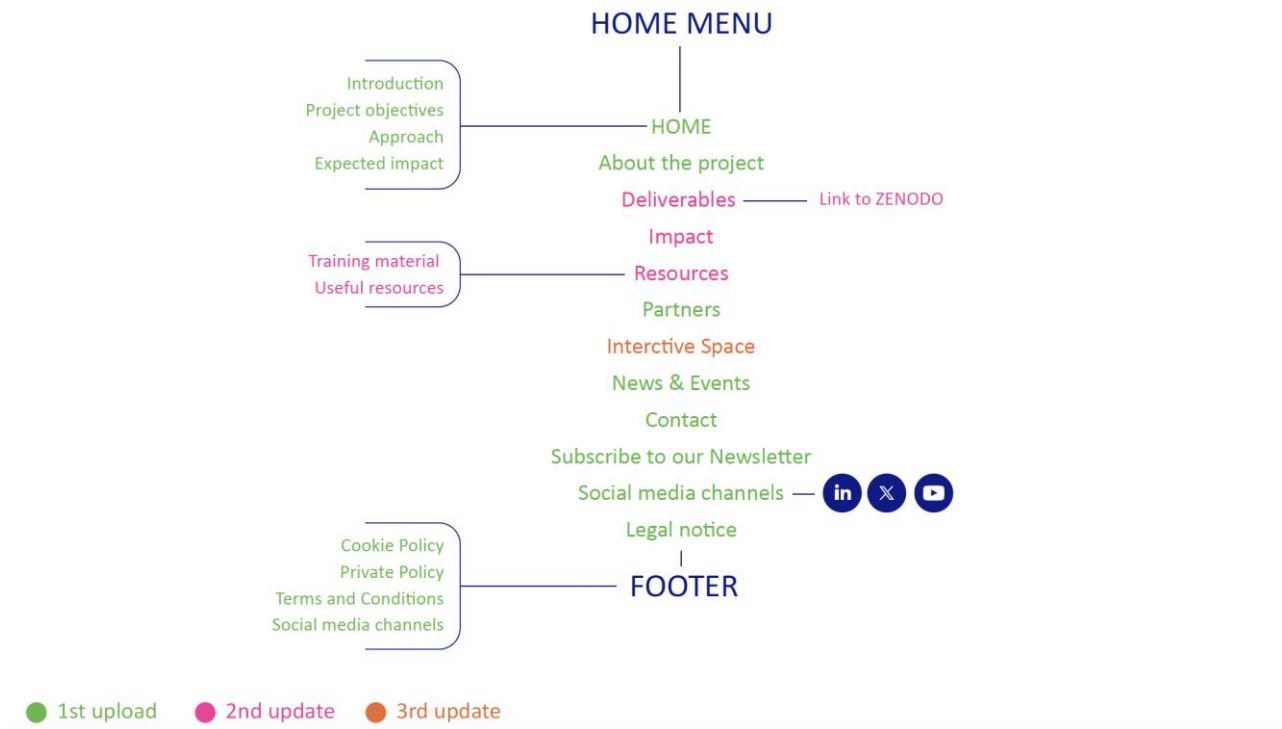 HOME MENU
Introduction
Project objectives
Approach
Expected impact
HOME
About the project
Deliverables
Link to ZENODO
Impact
Training material
Useful resources
Resources
Partners
Interctive Space
News & Events
Contact
Subscribe to our Newsletter
Social media channels
in X
Legal notice
Cookie Policy
Private Policy
Terms and Conditions
Social media channels
FOOTER
1st upload
2nd update
3rd update